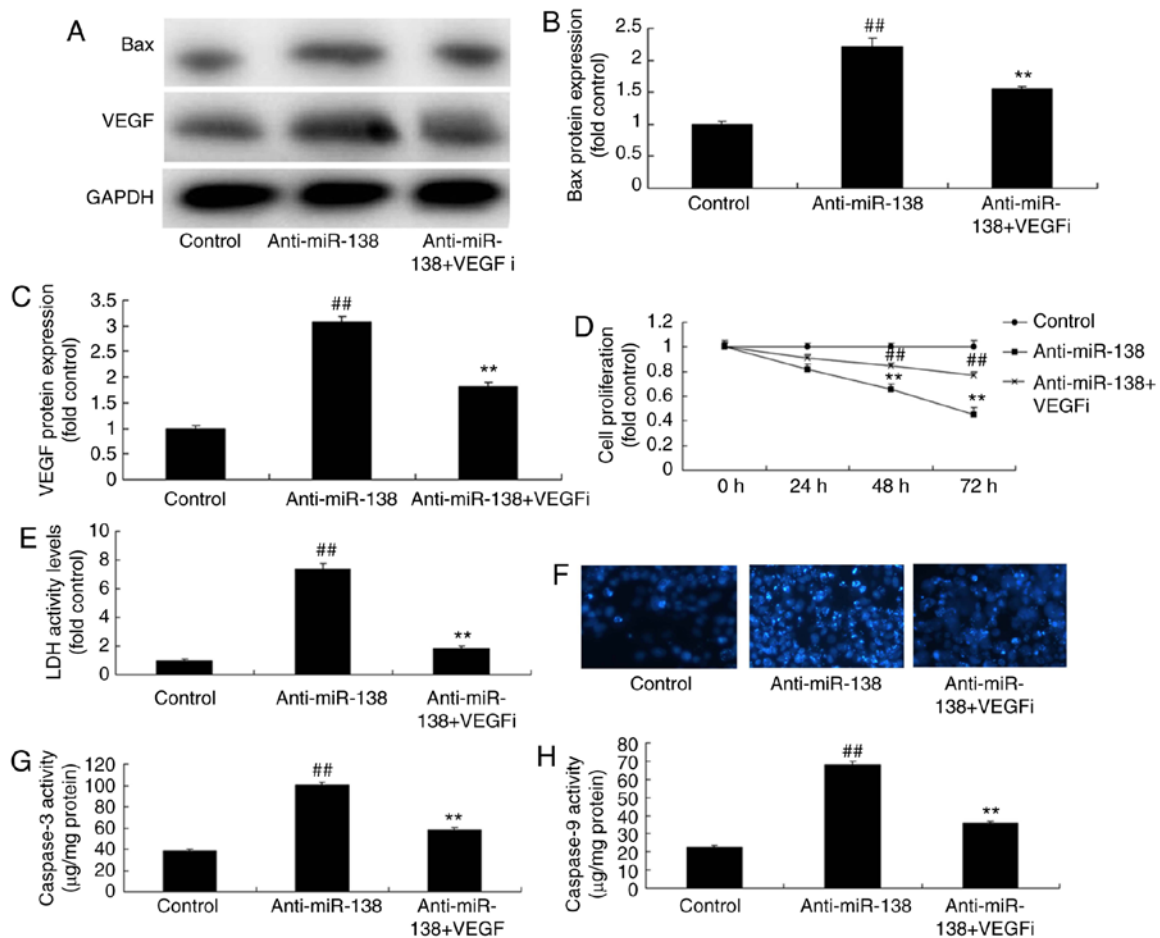 A
Bax
VEGF
GAPDH
Control
Anti-miR-138
Anti-miR-
138+VEGF i
B
Bax protein expression
(fold control)
2.5
2
1.5
1
0.5
0
##
**
Control
Anti-miR-138
Anti-miR-
138+VEGFi
C
VEGF protein expression
(fold control)
3.5
3
2.5
2
1.5
1
0.5
0
##
**
Control
Anti-miR-138
Anti-miR-138+VEGFi
D
Cell proliferation
(fold control)
1.2
1
0.8
0.6
0.4
0.2
0
##
**
##
**
0 h
24 h
48 h
72 h
Control
Anti-miR-138
Anti-miR-138+
VEGFi
E
LDH activity levels
(fold control)
10
8
6
4
2
0
##
**
Control
Anti-miR-138
Anti-miR-
138+VEGFi
F
Control
Anti-miR-138
Anti-miR-
138+VEGFi
G
Caspase-3 activity
(µg/mg protein)
120
100
80
60
40
20
0
##
**
Control
Anti-miR-138
Anti-miR-
138+VEGF
H
Caspase-9 activity
(µg/mg protein)
80
70
60
50
40
30
20
10
0
##
**
Control
Anti-miR-138
Anti-miR-
138+VEGFi